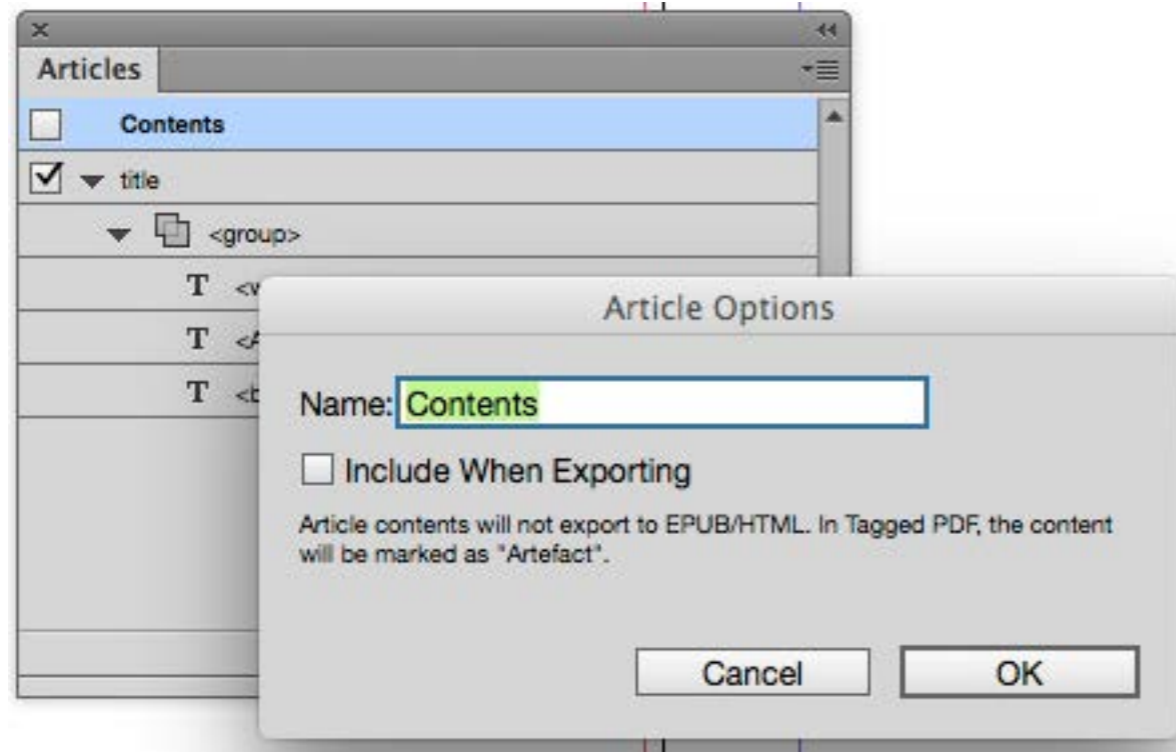 Articles
Contents
title
<group>
T
T
T
Article Options
Name: Contents
Include When Exporting
Article contents will not export to EPUB/HTML. In Tagged PDF, the content
will be marked as "Artefact".
Cancel
OK